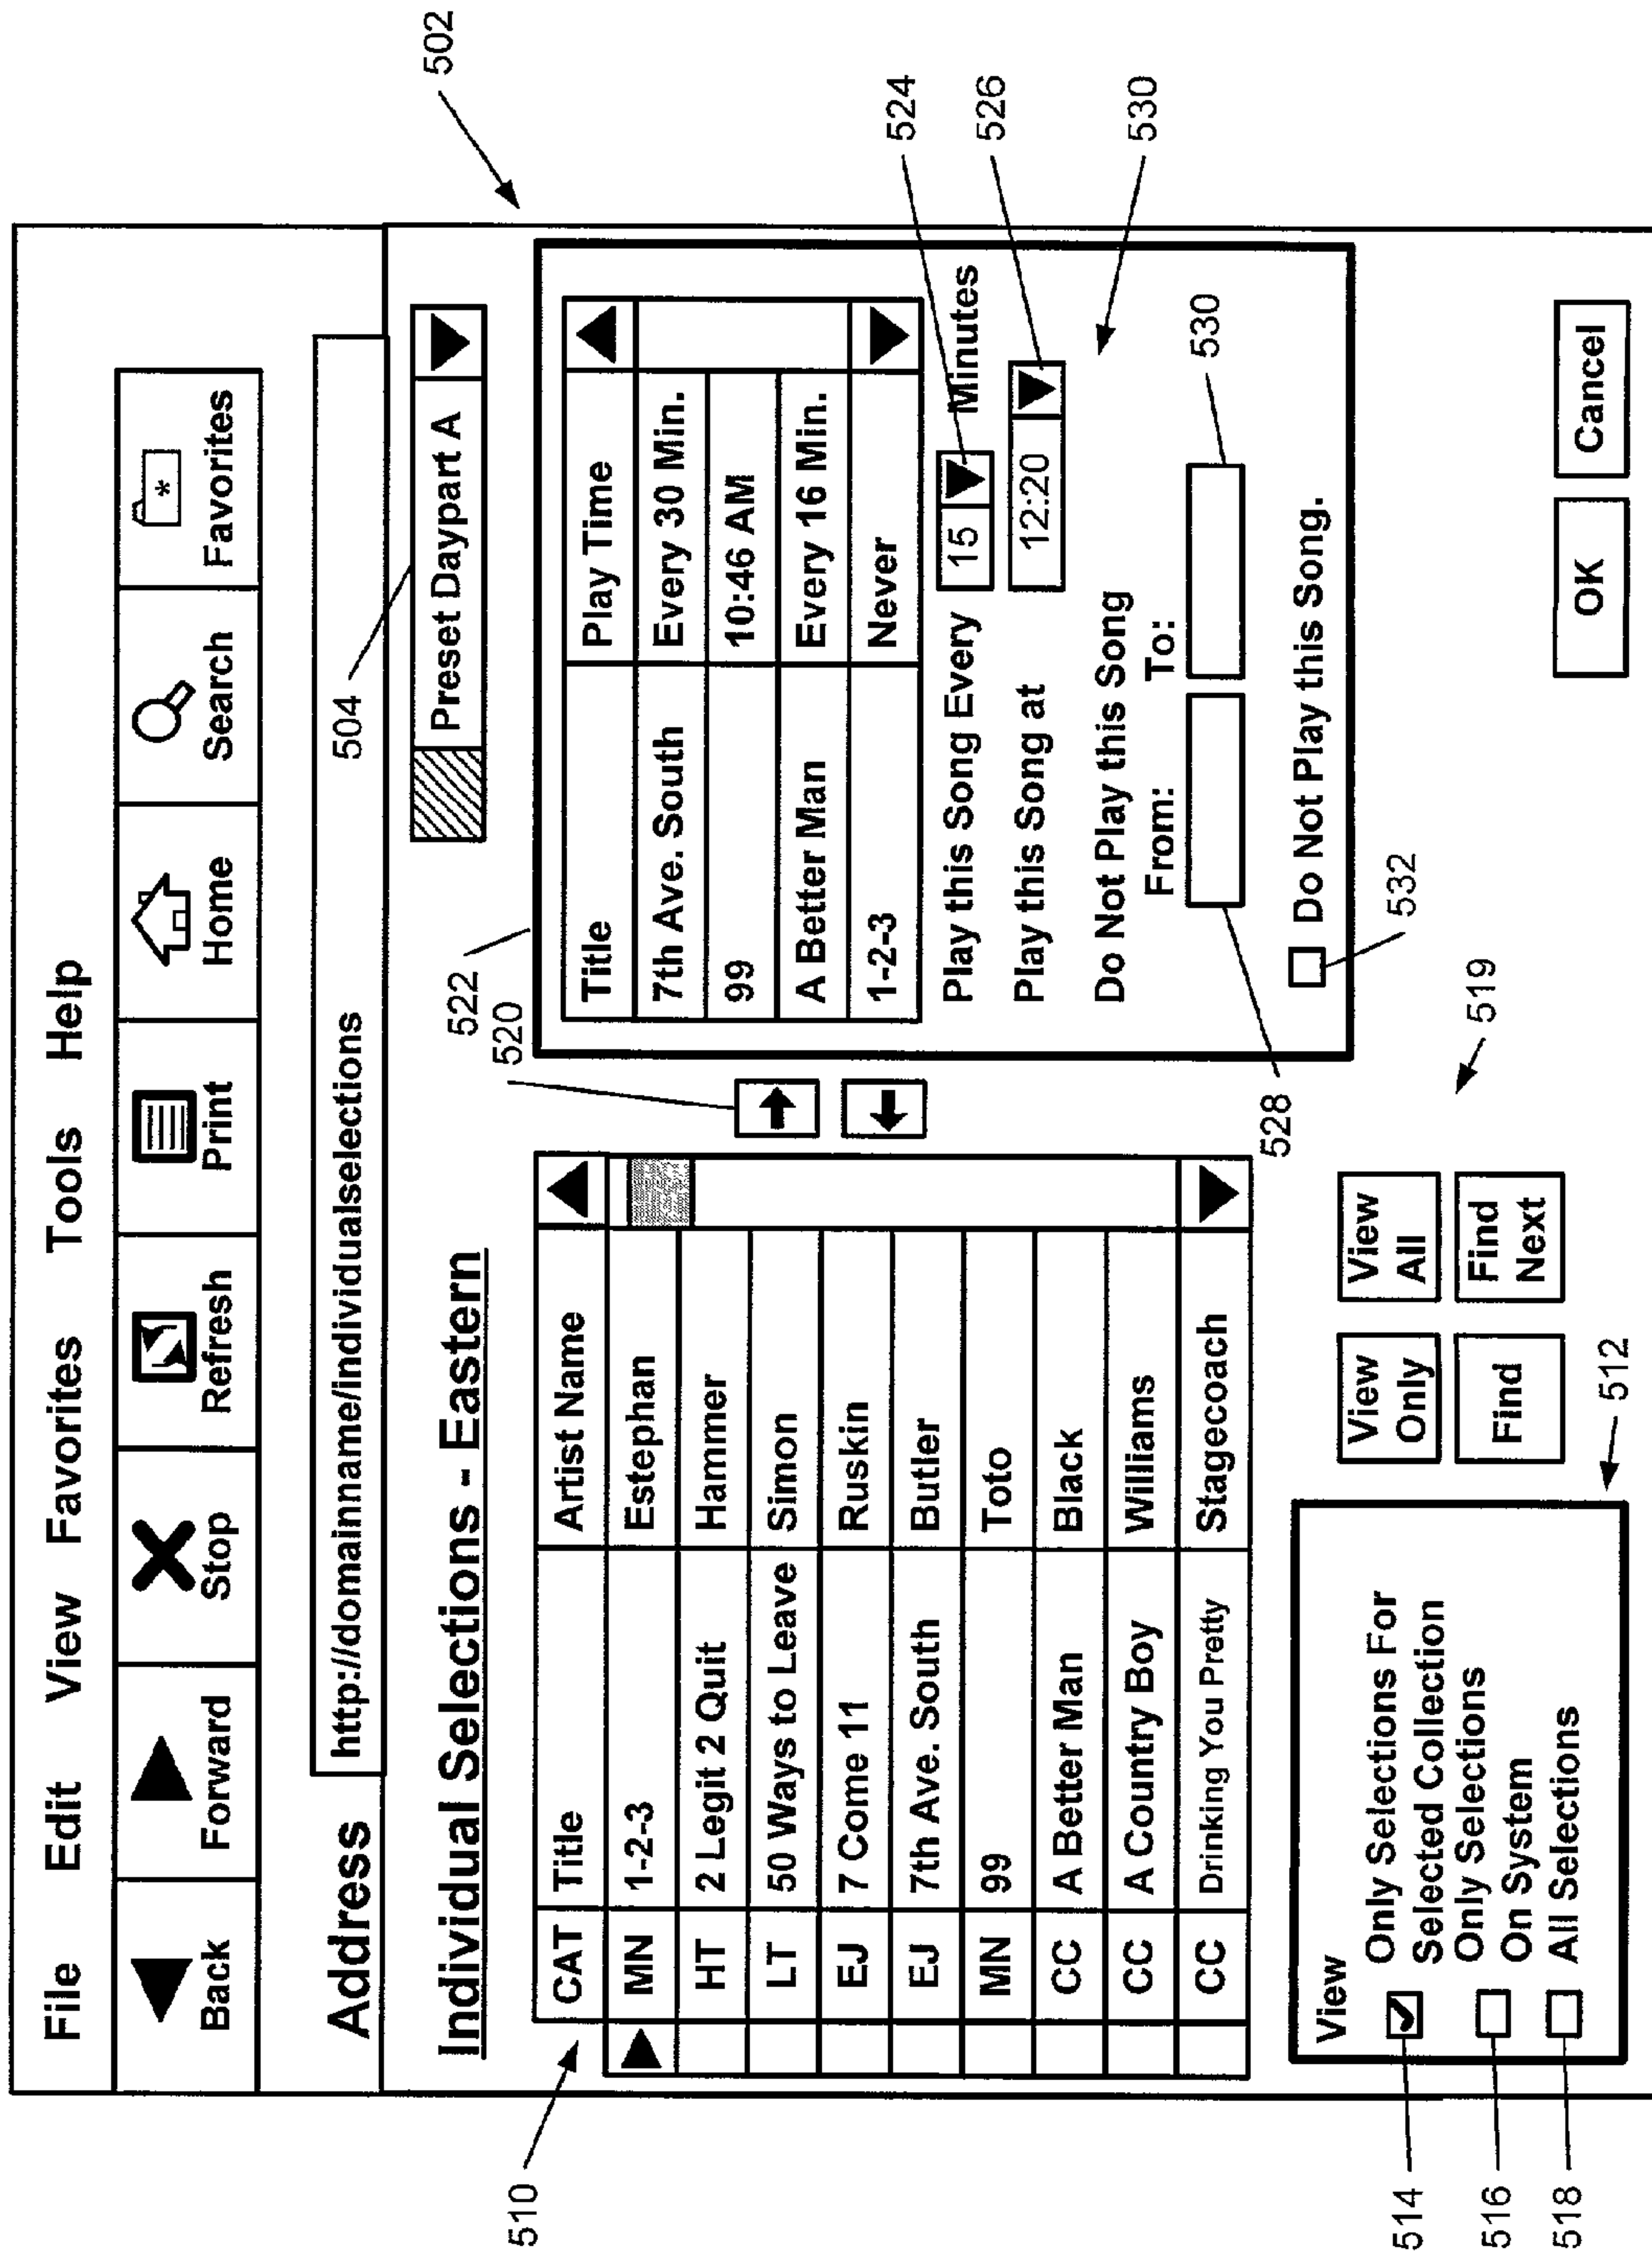 File Edit View Favorites Tools Help
Back Forward Stop Refresh Print Home Search * Favorites
Address http://domainname/individualselections
504
502
Individual Selections - Eastern
Preset Daypart A
510
CAT Title Artist Name
MN 1-2-3 Estephan
HT 2 Legit 2 Quit Hammer
LT 50 Ways to Leave Simon
EJ 7 Come 11 Ruskin
EJ 7th Ave. South Butler
MN 99 Toto
CC A Better Man Black
CC A Country Boy Williams
CC Drinking You Pretty Stagecoach
522
520
Title Play Time
7th Ave. South Every 30 Min.
99 10:46 AM
A Better Man Every 16 Min.
1-2-3 Never
Play this Song Every 15 Minutes
524
Play this Song at 12:20
526
530
Do Not Play this Song
From: To:
530
528
Do Not Play this Song.
532
519
View
514 Only Selections For
Selected Collection
516 Only Selections
On System
518 All Selections
512
View Only
View All
Find
Find Next
OK Cancel